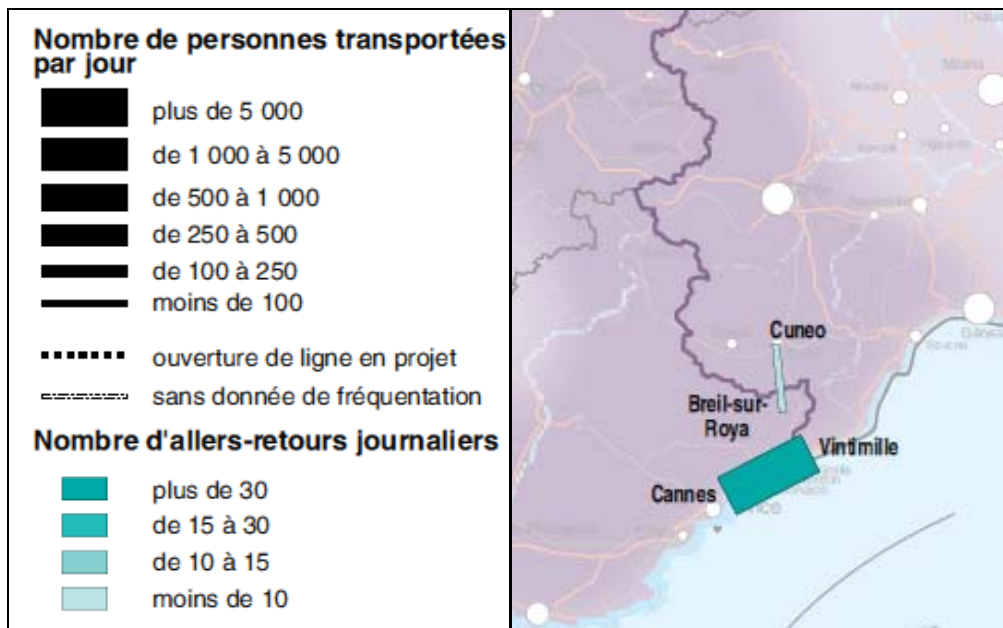 Nombre de personnes transportées
par jour
plus de 5 000
de 1 000 à 5 000
de 500 à 1 000
de 250 à 500
de 100 à 250
moins de 100
ouverture de ligne en projet
sans donnée de fréquentation
Nombre d'allers-retours journaliers
plus de 30
de 15 à 30
de 10 à 15
moins de 10
Cuneo
Breil-sur-
Roya
Vintimille
Cannes